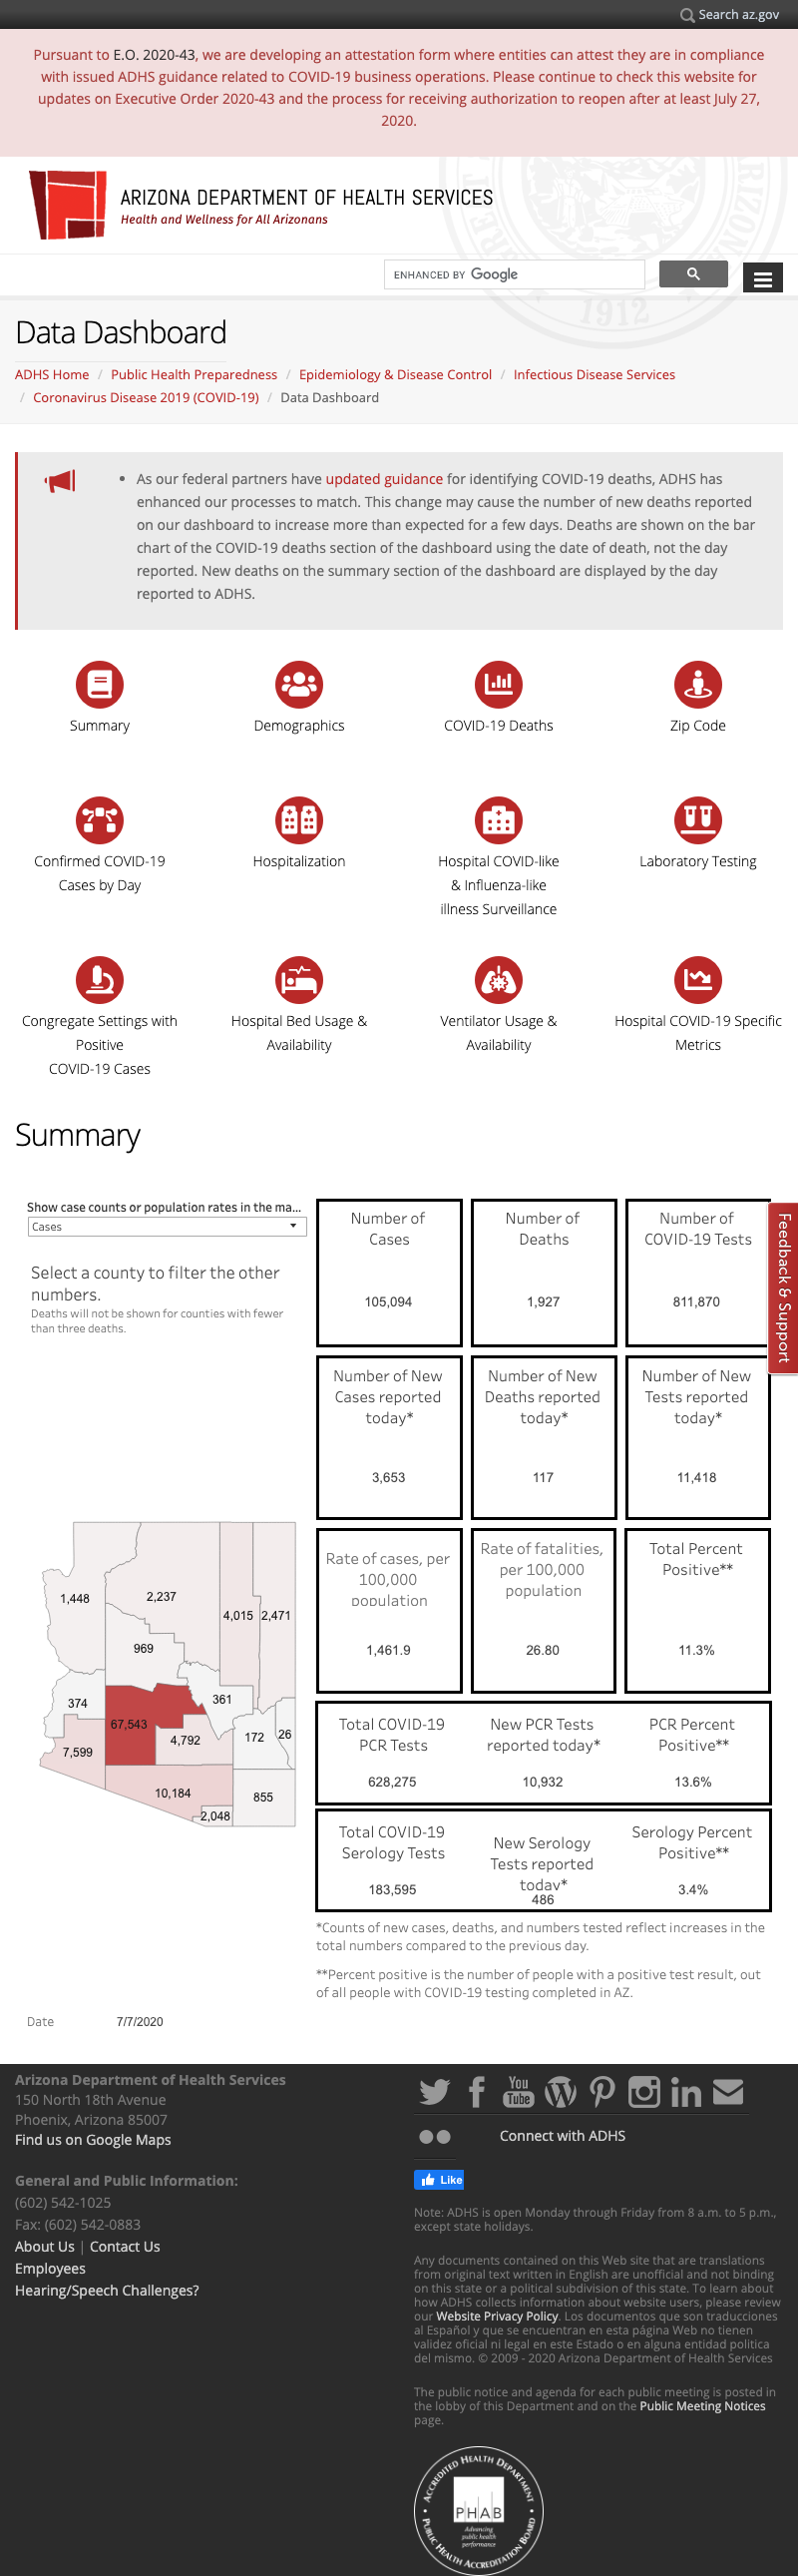 Search az.gov
Pursuant to E.O. 2020-43, we are developing an attestation form where entities can attest they are in compliance
with issued ADHS guidance related to COVID-19 business operations. Please continue to check this website for
updates on Executive Order 2020-43 and the process for receiving authorization to reopen after at least July 27,
2020.
ARIZONA DEPARTMENT OF HEALTH SERVICES
Health and Wellness for All Arizonans
ENHANCED BY Google
1912
Data Dashboard
ADHS Home / Public Health Preparedness / Epidemiology & Disease Control / Infectious Disease Services
/ Coronavirus Disease 2019 (COVID-19) / Data Dashboard
• As our federal partners have updated guidance for identifying COVID-19 deaths, ADHS has
enhanced our processes to match. This change may cause the number of new deaths reported
on our dashboard to increase more than expected for a few days. Deaths are shown on the bar
chart of the COVID-19 deaths section of the dashboard using the date of death, not the day
reported. New deaths on the summary section of the dashboard are displayed by the day
reported to ADHS.
Summary
Demographics
COVID-19 Deaths
Zip Code
Confirmed COVID-19
Cases by Day
Hospitalization
Hospital COVID-like
& Influenza-like
illness Surveillance
Laboratory Testing
Congregate Settings with
Positive
COVID-19 Cases
Hospital Bed Usage &
Availability
Ventilator Usage &
Availability
Hospital COVID-19 Specific
Metrics
Summary
Show case counts or population rates in the ma...
Cases
Select a county to filter the other
numbers.
Deaths will not be shown for counties with fewer
than three deaths.
1,448
2,237
4,015
2,471
969
374
361
67,543
7,599
4,792
172
26
10,184
855
2,048
Number of
Cases
105,094
Number of
Deaths
1,927
Number of
COVID-19 Tests
811,870
Feedback & Support
Number of New
Cases reported
today*
3,653
Number of New
Deaths reported
today*
117
Number of New
Tests reported
today*
11,418
Rate of cases, per
100,000
population
1,461.9
Rate of fatalities,
per 100,000
population
26.80
Total Percent
Positive**
11.3%
Total COVID-19
PCR Tests
628,275
New PCR Tests
reported today*
10,932
PCR Percent
Positive**
13.6%
Total COVID-19
Serology Tests
183,595
New Serology
Tests reported
today*
486
Serology Percent
Positive**
3.4%
*Counts of new cases, deaths, and numbers tested reflect increases in the
total numbers compared to the previous day.
**Percent positive is the number of people with a positive test result, out
of all people with COVID-19 testing completed in AZ.
Date 7/7/2020
Arizona Department of Health Services
150 North 18th Avenue
Phoenix, Arizona 85007
Find us on Google Maps
General and Public Information:
(602) 542-1025
Fax: (602) 542-0883
About Us | Contact Us
Employees
Hearing/Speech Challenges?
You
Tube
Connect with ADHS
Like
Note: ADHS is open Monday through Friday from 8 a.m. to 5 p.m.,
except state holidays.
Any documents contained on this Web site that are translations
from original text written in English are unofficial and not binding
on this state or a political subdivision of this state. To learn about
how ADHS collects information about website users, please review
our Website Privacy Policy. Los documentos que son traducciones
al Español y que se encuentran en esta página Web no tienen
validez oficial ni legal en este Estado o en alguna entidad política
del mismo. © 2009 - 2020 Arizona Department of Health Services
The public notice and agenda for each public meeting is posted in
the lobby of this Department and on the Public Meeting Notices
page.
ACCREDITED HEALTH DEPARTMENT
PHAB
Advancing
public health
performance
PUBLIC HEALTH ACCREDITATION BOARD